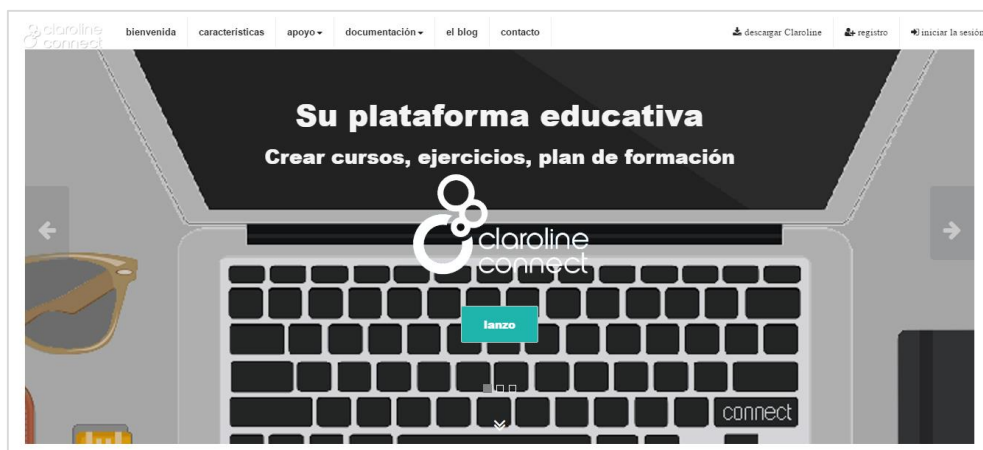 claroline connect bienvenida características apoyo documentación el blog contacto descargar Claroline registro iniciar la sesión
Su plataforma educativa
Crear cursos, ejercicios, plan de formación
claroline
connect
lanzo
connect